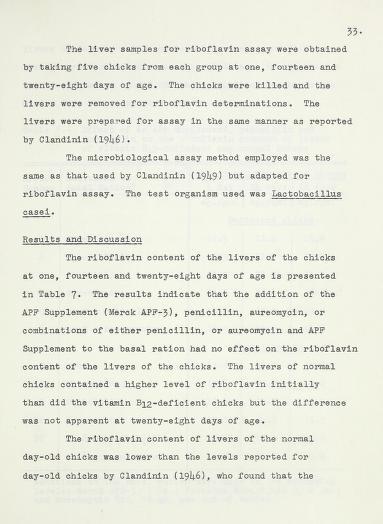 33.
The liver samples for riboflavin assay were obtained
by taking five chicks from each group at one, fourteen and
twenty-eight days of age. The chicks were killed and the
livers were removed for riboflavin determinations. The
livers were prepared for assay in the same manner as reported
by Clandinin (1946).
The microbiological assay method employed was the
same as that used by Clandinin (1949) but adapted for
riboflavin assay. The test organism used was Lactobacillus
casei.
Results and Discussion
The riboflavin content of the livers of the chicks
at one, fourteen and twenty-eight days of age is presented
in Table 7. The results indicate that the addition of the
APF Supplement (Merck APF-3), penicillin, aureomycin, or
combinations of either penicillin, or aureomycin and APF
Supplement to the basal ration had no effect on the riboflavin
content of the livers of the chicks. The livers of normal
chicks contained a higher level of riboflavin initially
than did the vitamin B12-deficient chicks but the difference
was not apparent at twenty-eight days of age.
The riboflavin content of livers of the normal
day-old chicks was lower than the levels reported for
day-old chicks by Clandinin (1946), who found that the